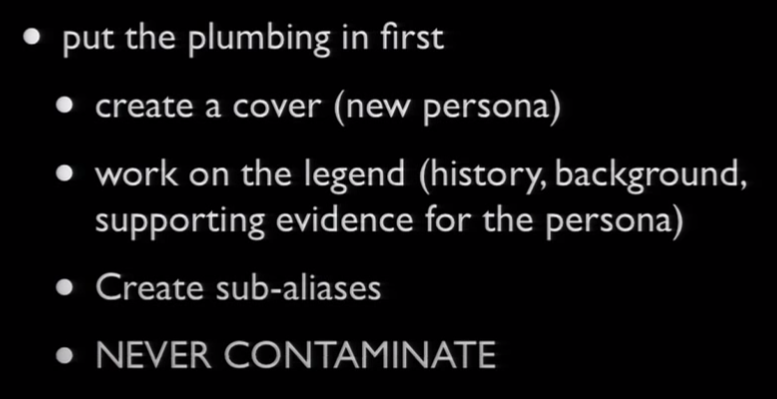 • put the plumbing in first
• create a cover (new persona)
• work on the legend (history, background,
supporting evidence for the persona)
• Create sub-aliases
• NEVER CONTAMINATE